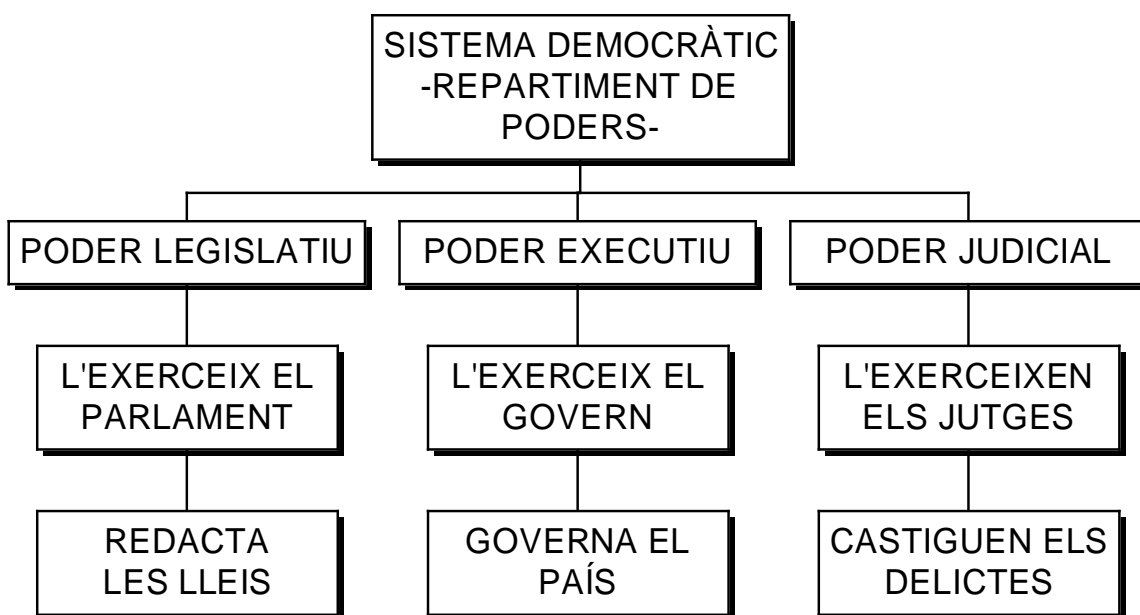 SISTEMA DEMOCRÀTIC
-REPARTIMENT DE
PODERS-
PODER LEGISLATIU
PODER EXECUTIU
PODER JUDICIAL
L'EXERCEIX EL
PARLAMENT
L'EXERCEIX EL
GOVERN
L'EXERCEIXEN
ELS JUTGES
REDACTA
LES LLEIS
GOVERNA EL
PAÍS
CASTIGUEN ELS
DELICTES